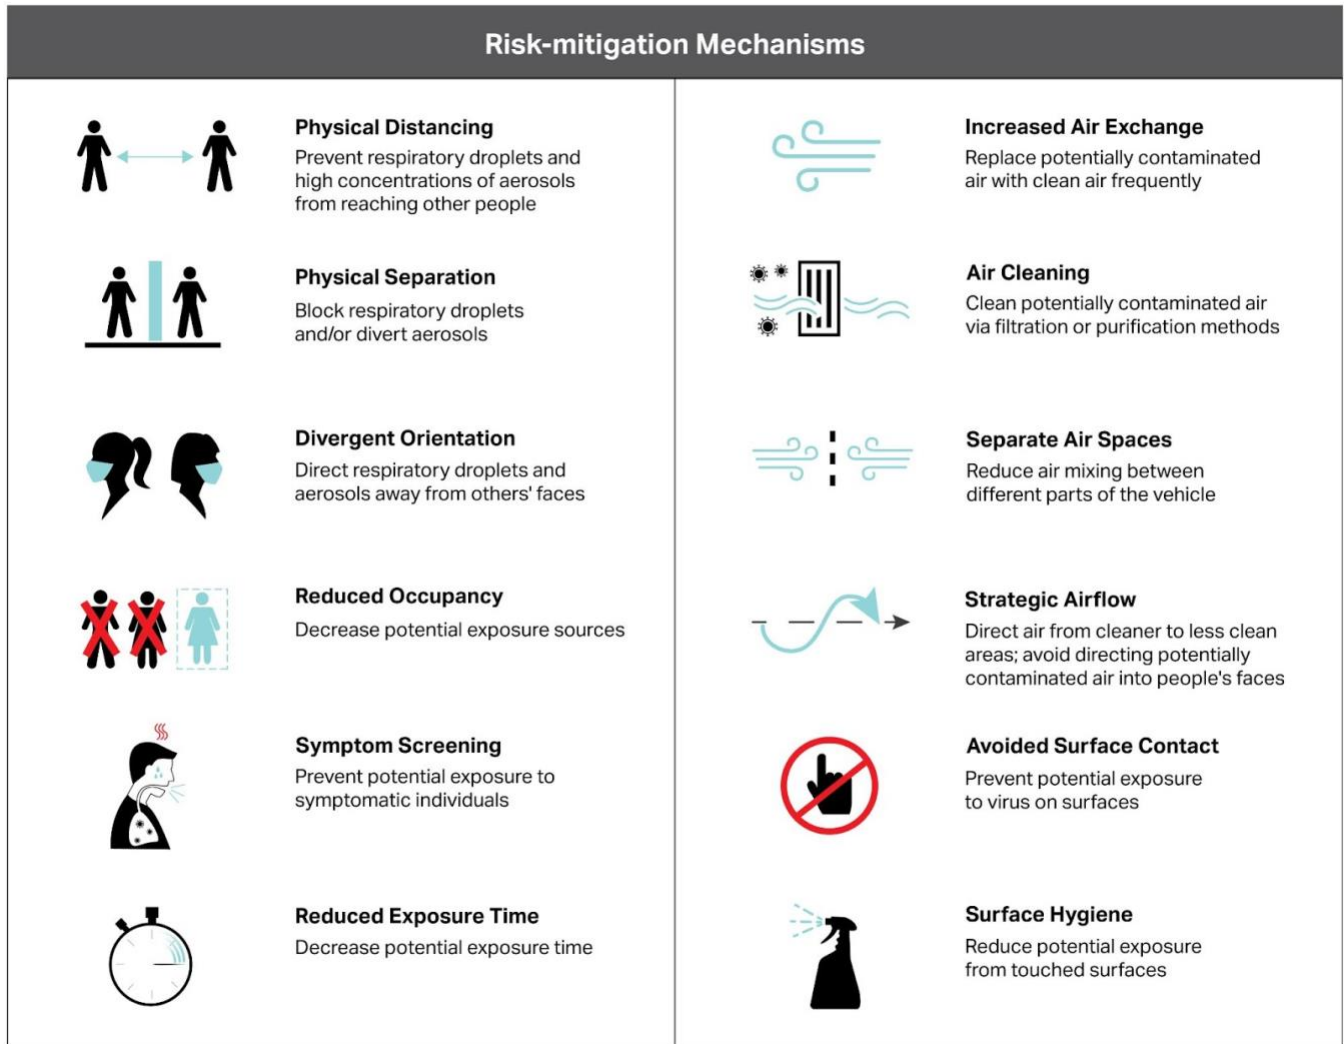 Risk-mitigation Mechanisms
Physical Distancing
Prevent respiratory droplets and
high concentrations of aerosols
from reaching other people
Physical Separation
Block respiratory droplets
and/or divert aerosols
Divergent Orientation
Direct respiratory droplets and
aerosols away from others' faces
Reduced Occupancy
Decrease potential exposure sources
Symptom Screening
Prevent potential exposure to
symptomatic individuals
Reduced Exposure Time
Decrease potential exposure time
Increased Air Exchange
Replace potentially contaminated
air with clean air frequently
Air Cleaning
Clean potentially contaminated air
via filtration or purification methods
Separate Air Spaces
Reduce air mixing between
different parts of the vehicle
Strategic Airflow
Direct air from cleaner to less clean
areas; avoid directing potentially
contaminated air into people's faces
Avoided Surface Contact
Prevent potential exposure
to virus on surfaces
Surface Hygiene
Reduce potential exposure
from touched surfaces